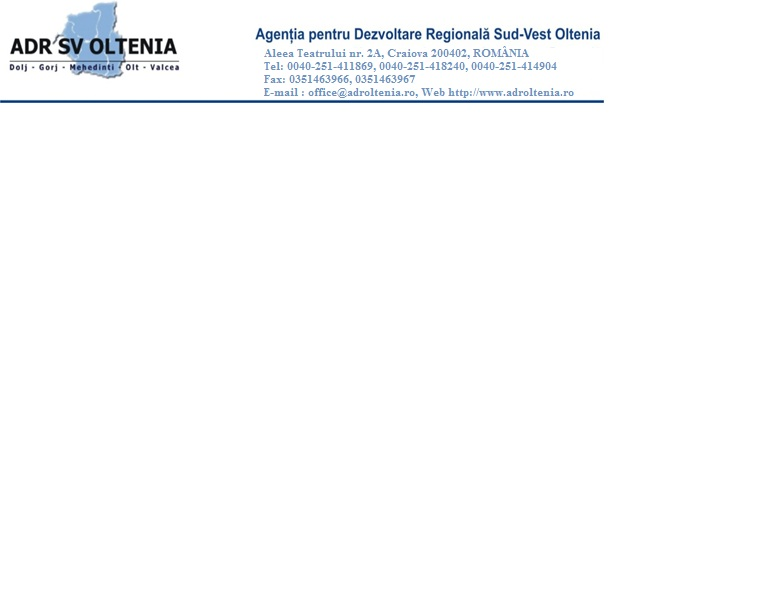 ADR SV OLTENIA
Dolj - Gorj - Mehedinti - Olt - Valcea
Agenția pentru Dezvoltare Regională Sud-Vest Oltenia
Aleea Teatrului nr. 2A, Craiova 200402, ROMÂNIA
Tel: 0040-251-411869, 0040-251-418240, 0040-251-414904
Fax: 0351463966, 0351463967
E-mail : office@adroltenia.ro, Web http://www.adroltenia.ro